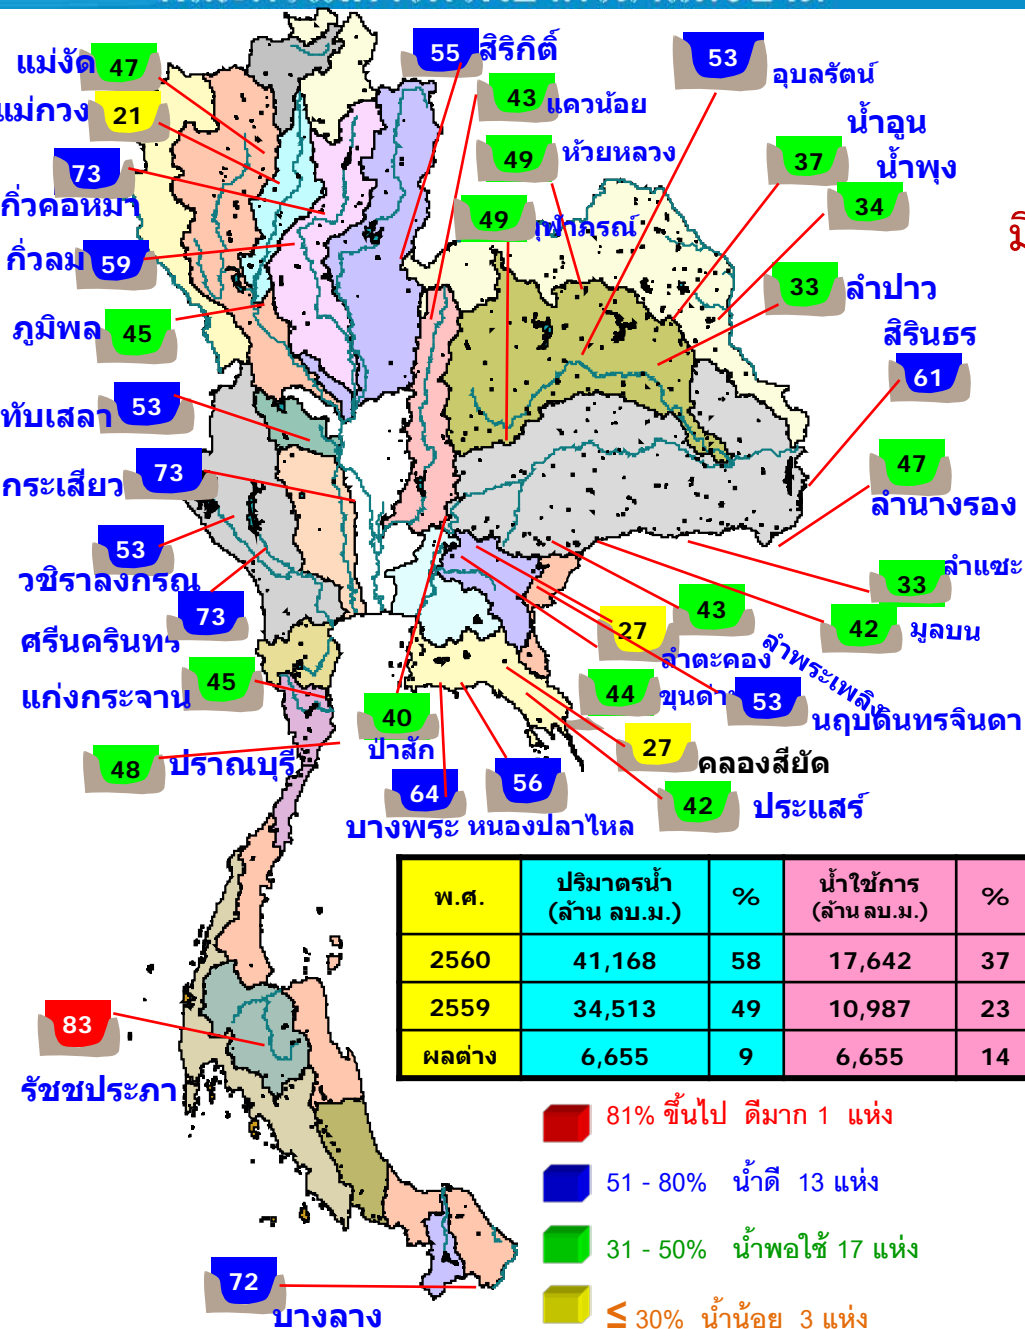 แม่งัด 47
แม่กวง 21
73
กิ่วคอหมา
กิ่วลม 59
ภูมิพล 45
ทับเสลา 53
กระเสียว 73
53
วชิราลงกรณ
73
ศรีนครินทร์
แก่งกระจาน 45
48 ปราณบุรี
55 สิริกิติ์
43 แควน้อย
49 ห้วยหลวง
49 จุฬาภรณ์
53 อุบลรัตน์
น้ำอูน
37 น้ำพุง
34
33 ลำปาว
สิรินธร
61
47
ลำนางรอง
33 ลำแชะ
42 มูลบน
43
ลำพระเพลิง
27
ลำตะคอง
44 ขุนด่าน
53 นฤบดินทรจินดา
40
ป่าสัก
27 คลองสียัด
42 ประแสร์
64
บางพระ
56
หนองปลาไหล
พ.ศ. ปริมาตรน้ำ (ล้าน ลบ.ม.) % น้ำใช้การ (ล้าน ลบ.ม.) %
2560 41,168 58 17,642 37
2559 34,513 49 10,987 23
ผลต่าง 6,655 9 6,655 14
83
รัชชประภา
72
บางลาง
81% ขึ้นไป ดีมาก 1 แห่ง
51 - 80% น้ำดี 13 แห่ง
31 - 50% น้ำพอใช้ 17 แห่ง
≤ 30% น้ำน้อย 3 แห่ง